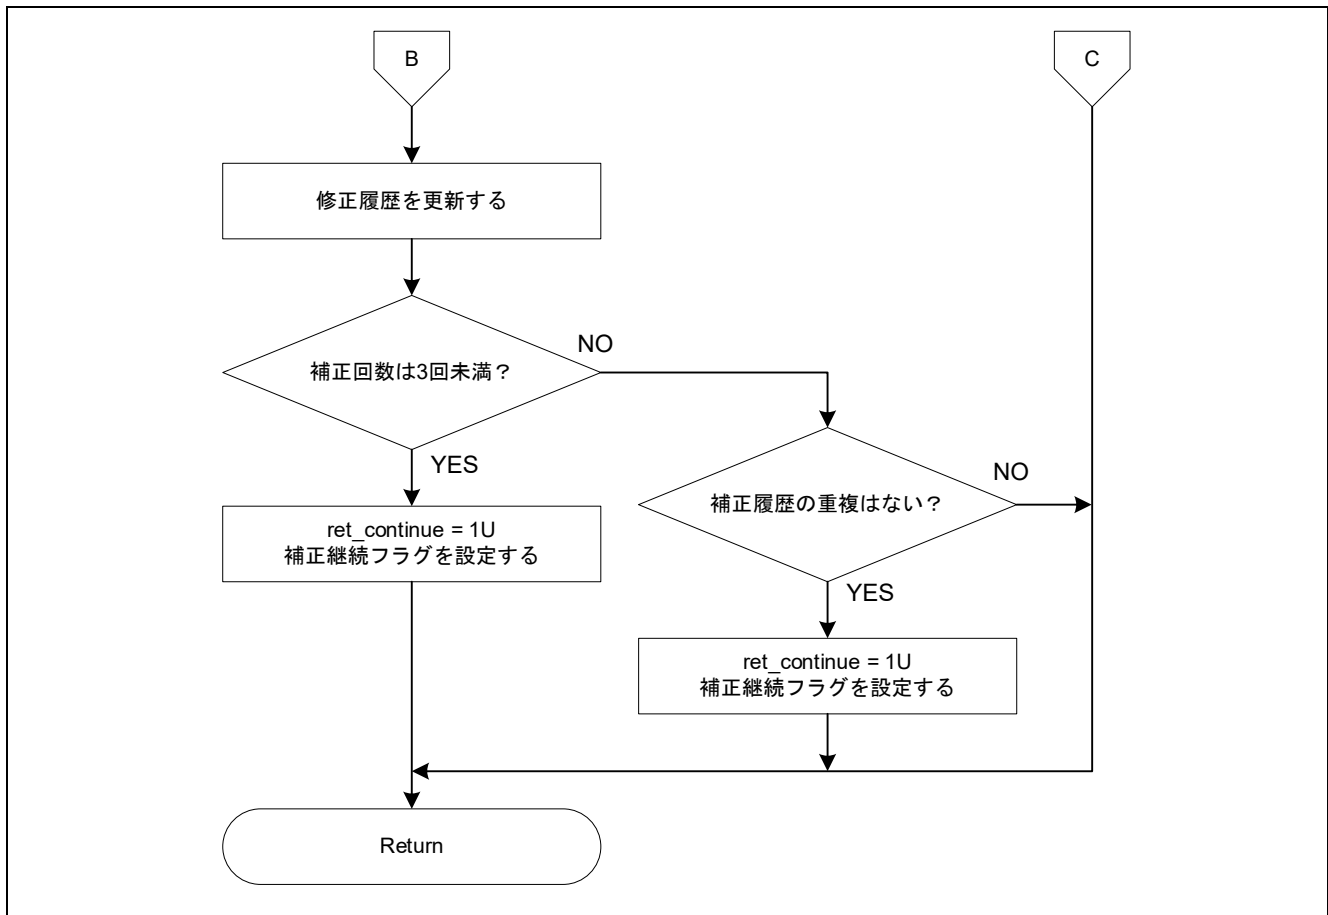 B
C
修正履歴を更新する
補正回数は3回未満？
NO
YES
補正履歴の重複はない？
NO
ret_continue = 1U
補正継続フラグを設定する
YES
ret_continue = 1U
補正継続フラグを設定する
Return